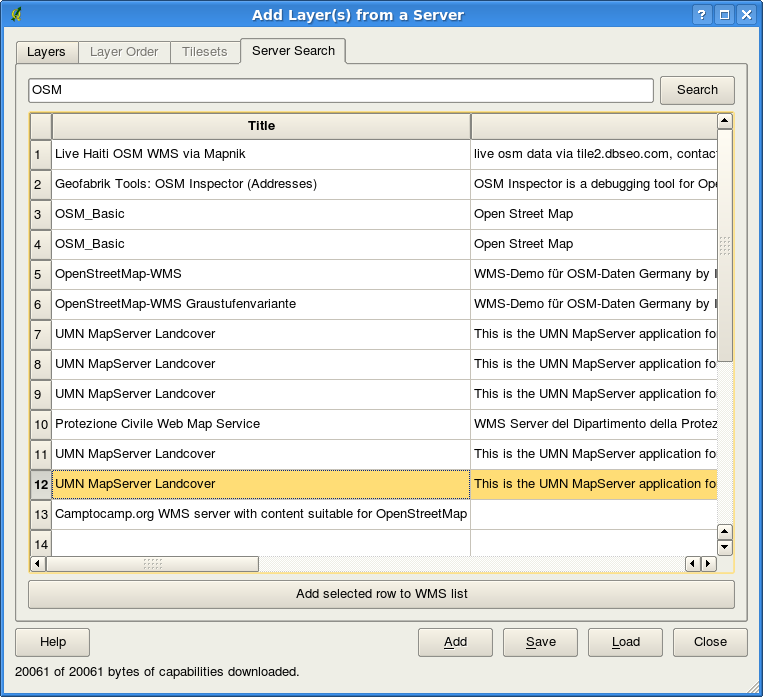 Add Layer(s) from a Server
?
Layers Layer Order Tilesets Server Search
OSM Search
Title
1 Live Haiti OSM WMS via Mapnik live osm data via tile2.dbseo.com, contact
2 Geofabrik Tools: OSM Inspector (Addresses) OSM Inspector is a debugging tool for Ope
3 OSM_Basic Open Street Map
4 OSM_Basic Open Street Map
5 OpenStreetMap-WMS WMS-Demo für OSM-Daten Germany by
6 OpenStreetMap-WMS Graustufenvariante WMS-Demo für OSM-Daten Germany by
7 UMN MapServer Landcover This is the UMN MapServer application fo
8 UMN MapServer Landcover This is the UMN MapServer application fo
9 UMN MapServer Landcover This is the UMN MapServer application fo
10 Protezione Civile Web Map Service WMS Server del Dipartimento della Protez
11 UMN MapServer Landcover This is the UMN MapServer application fo
12 UMN MapServer Landcover This is the UMN MapServer application fo
13 Camptocamp.org WMS server with content suitable for OpenStreetMap
14
Add selected row to WMS list
Help Add Save Load Close
20061 of 20061 bytes of capabilities downloaded.